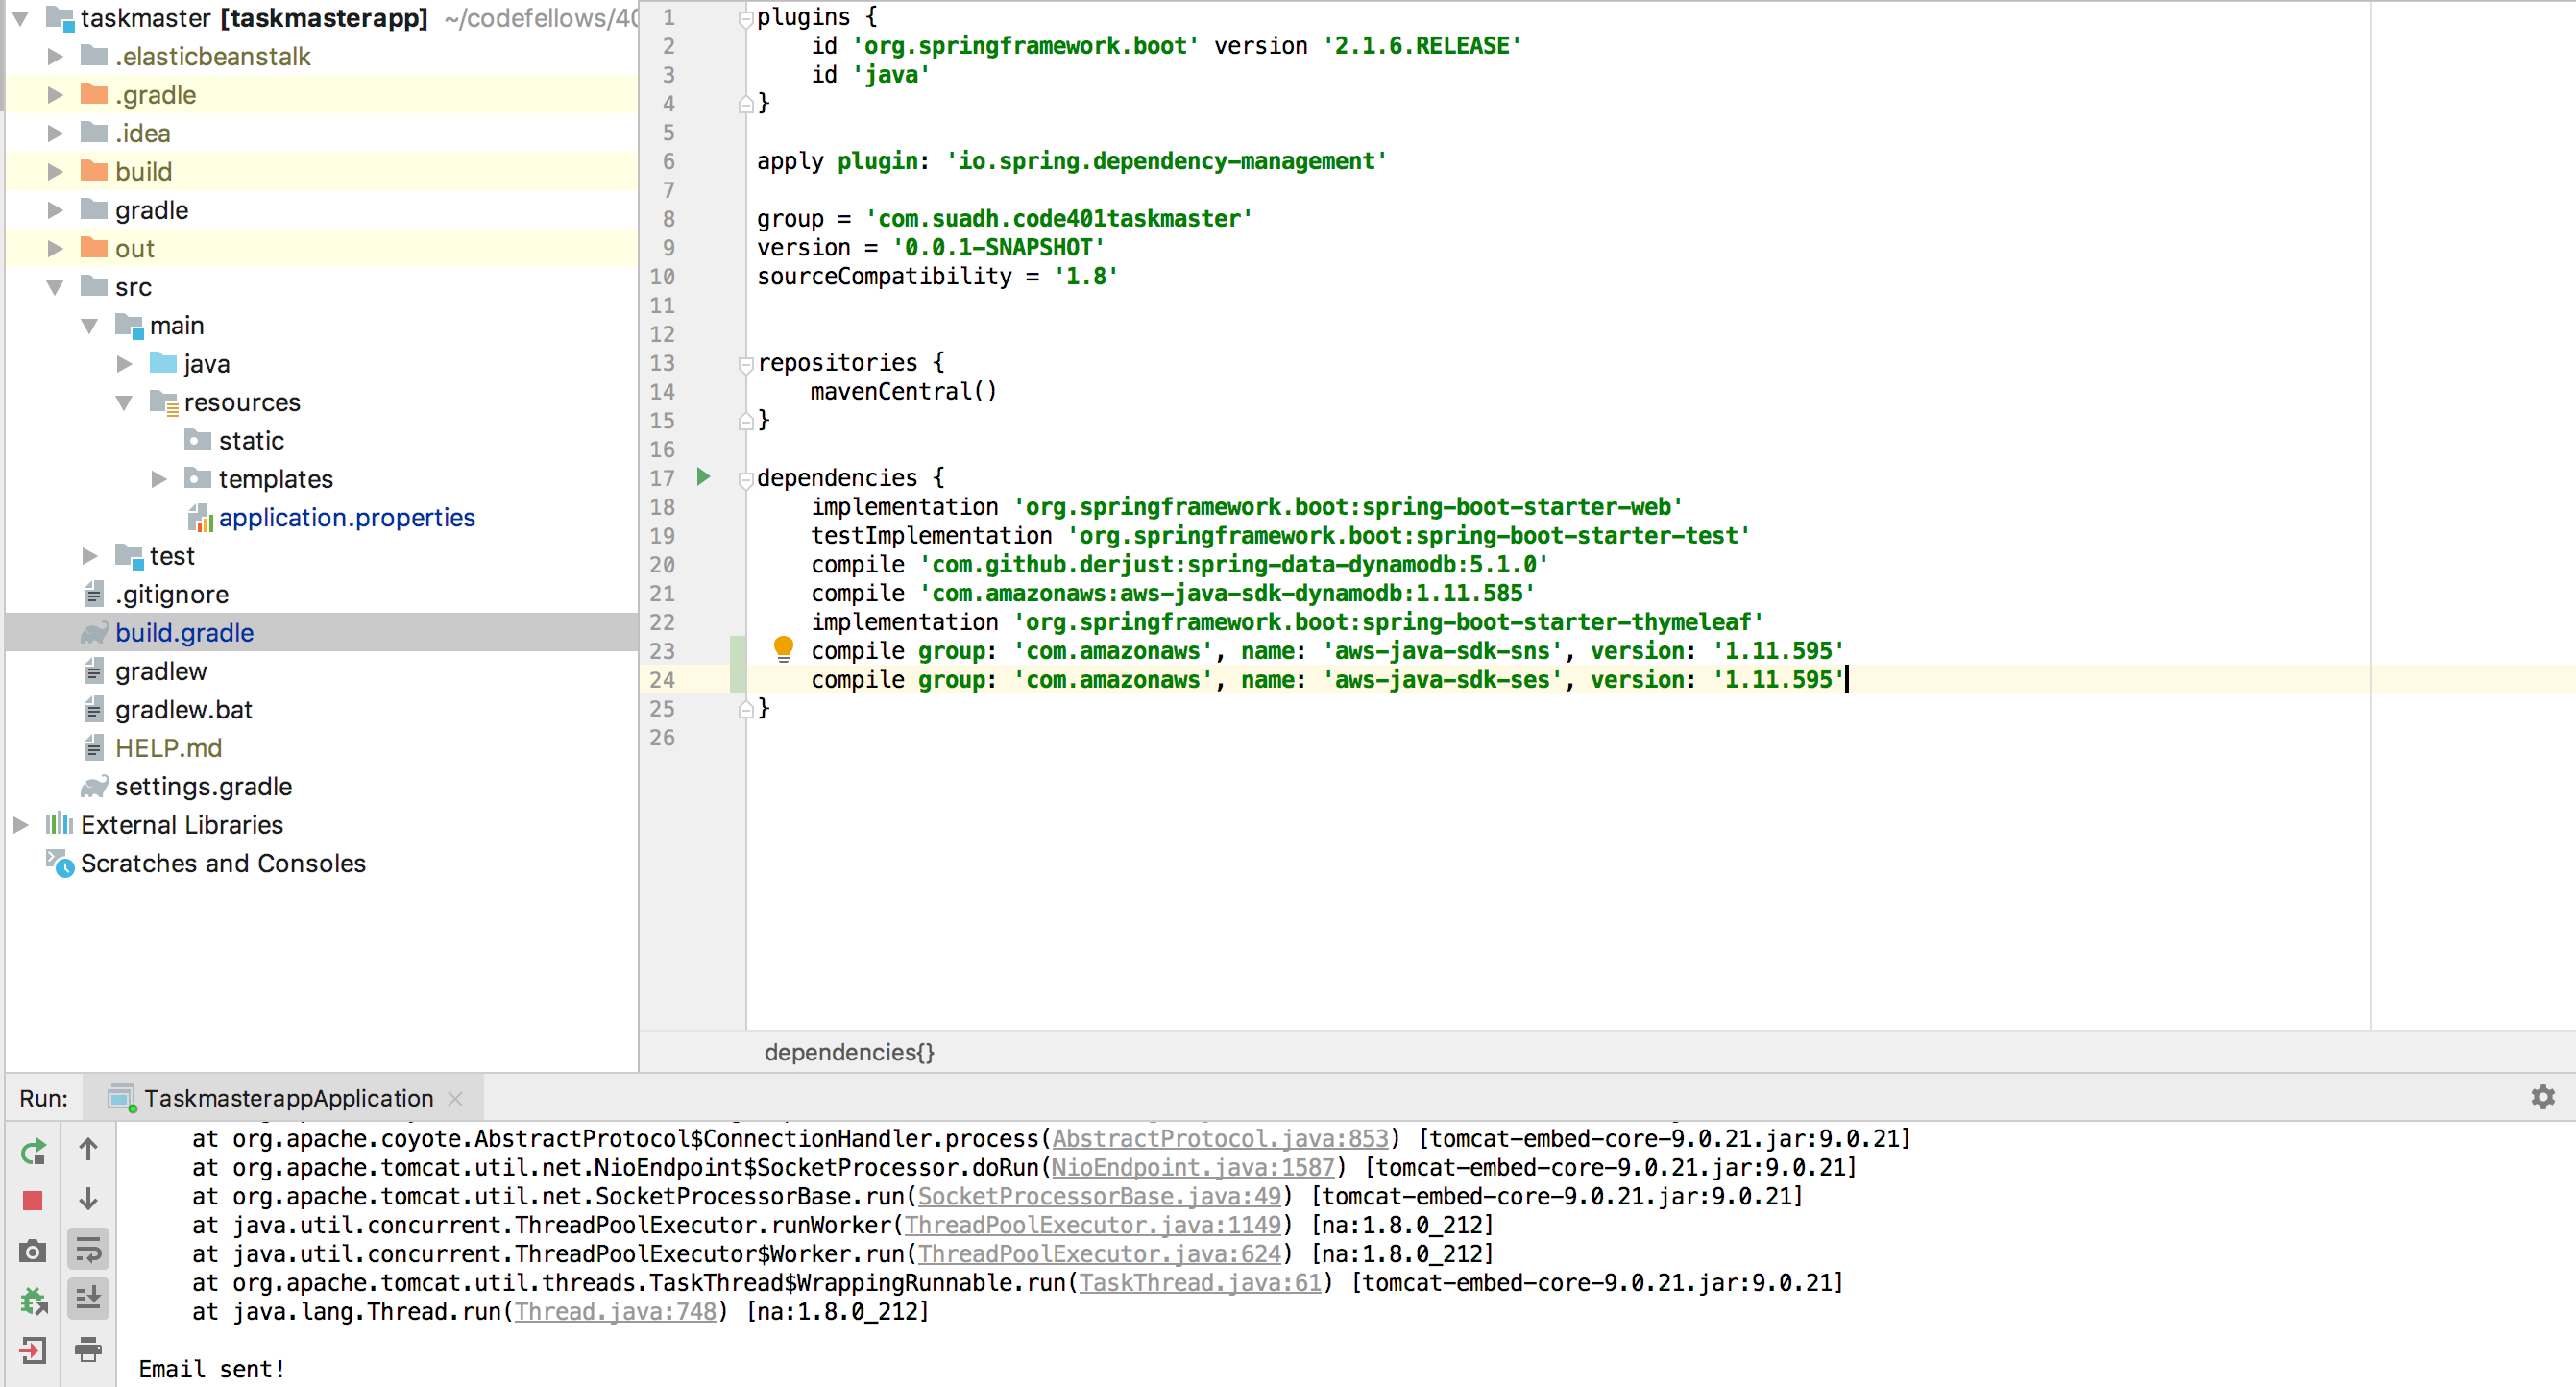 taskmaster [taskmasterapp] ~/codefellows/40
.elasticbeanstalk
.gradle
.idea
build
gradle
out
src
main
java
resources
static
templates
application.properties
test
.gitignore
build.gradle
gradlew
gradlew.bat
HELP.md
settings.gradle
External Libraries
Scratches and Consoles
1 plugins {
2 id 'org.springframework.boot' version '2.1.6.RELEASE'
3 id 'java'
4 }
5
6 apply plugin: 'io.spring.dependency-management'
7
8 group = 'com.suadh.code401taskmaster'
9 version = '0.0.1-SNAPSHOT'
10 sourceCompatibility = '1.8'
11
12
13 repositories {
14 mavenCentral()
15 }
16
17 dependencies {
18 implementation 'org.springframework.boot:spring-boot-starter-web'
19 testImplementation 'org.springframework.boot:spring-boot-starter-test'
20 compile 'com.github.derjust:spring-data-dynamodb:5.1.0'
21 compile 'com.amazonaws:aws-java-sdk-dynamodb:1.11.585'
22 implementation 'org.springframework.boot:spring-boot-starter-thymeleaf'
23 compile group: 'com.amazonaws', name: 'aws-java-sdk-sns', version: '1.11.595'
24 compile group: 'com.amazonaws', name: 'aws-java-sdk-ses', version: '1.11.595'
25 }
26
dependencies{}
Run: TaskmasterappApplication
at org.apache.coyote.AbstractProtocol$ConnectionHandler.process(AbstractProtocol.java:853) [tomcat-embed-core-9.0.21.jar:9.0.21]
at org.apache.tomcat.util.net.NioEndpoint$SocketProcessor.doRun(NioEndpoint.java:1587) [tomcat-embed-core-9.0.21.jar:9.0.21]
at org.apache.tomcat.util.net.SocketProcessorBase.run(SocketProcessorBase.java:49) [tomcat-embed-core-9.0.21.jar:9.0.21]
at java.util.concurrent.ThreadPoolExecutor.runWorker(ThreadPoolExecutor.java:1149) [na:1.8.0_212]
at java.util.concurrent.ThreadPoolExecutor$Worker.run(ThreadPoolExecutor.java:624) [na:1.8.0_212]
at org.apache.tomcat.util.threads.TaskThread$WrappingRunnable.run(TaskThread.java:61) [tomcat-embed-core-9.0.21.jar:9.0.21]
at java.lang.Thread.run(Thread.java:748) [na:1.8.0_212]
Email sent!